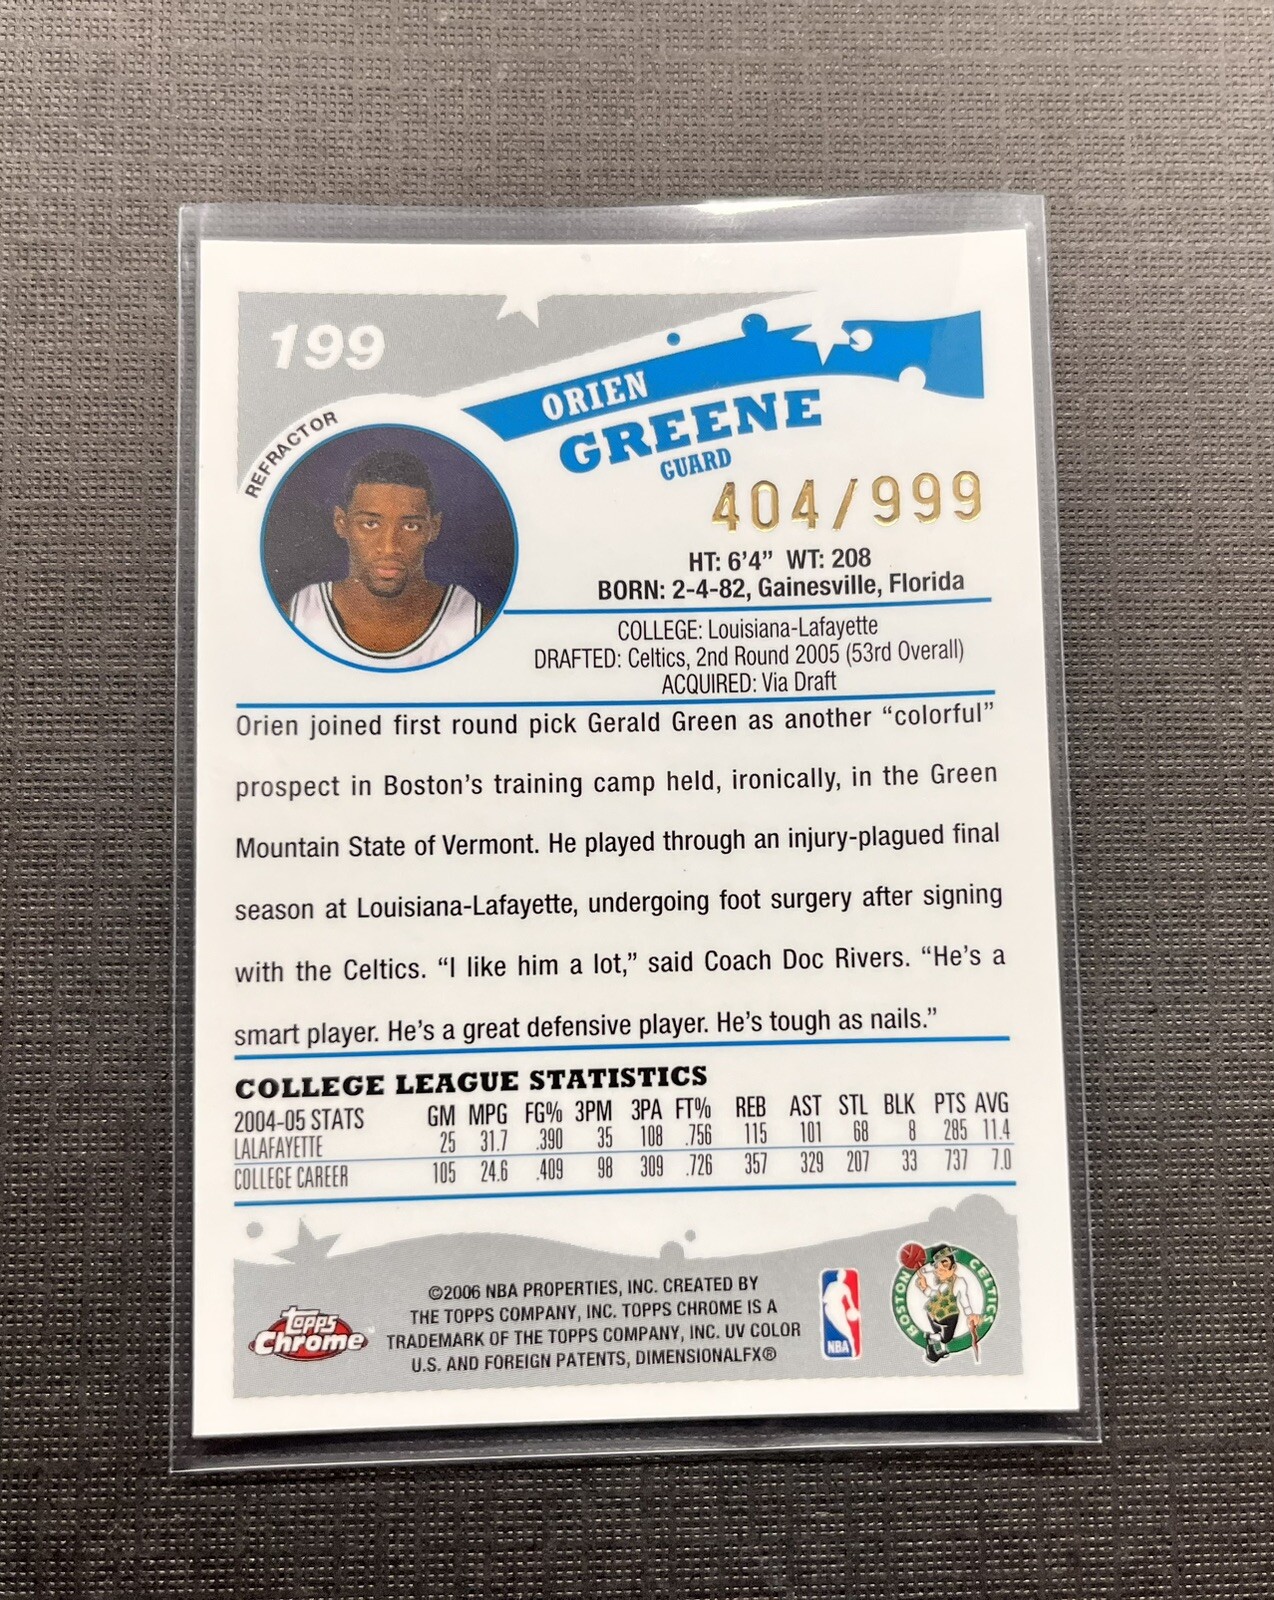 199
REFRACTOR
ORIEN
GREENE
GUARD
404/999
HT: 6'4” WT: 208
BORN: 2-4-82, Gainesville, Florida
COLLEGE: Louisiana-Lafayette
DRAFTED: Celtics, 2nd Round 2005 (53rd Overall)
ACQUIRED: Via Draft
Orien joined first round pick Gerald Green as another “colorful”
prospect in Boston's training camp held, ironically, in the Green
Mountain State of Vermont. He played through an injury-plagued final
season at Louisiana-Lafayette, undergoing foot surgery after signing
with the Celtics. “I like him a lot,” said Coach Doc Rivers. “He's a
smart player. He's a great defensive player. He's tough as nails.”
COLLEGE LEAGUE STATISTICS
2004-05 STATS GM MPG FG% 3PM 3PA FT% REB AST STL BLK PTS AVG
LALAFAYETTE 25 31.7 .390 35 108 .756 115 101 68 8 285 11.4
COLLEGE CAREER 105 24.6 .409 98 309 .726 357 329 207 33 737 7.0
Topps
Chrome
©2006 NBA PROPERTIES, INC. CREATED BY
THE TOPPS COMPANY, INC. TOPPS CHROME IS A
TRADEMARK OF THE TOPPS COMPANY, INC. UV COLOR
U.S. AND FOREIGN PATENTS, DIMENSIONALFX®
NBA
BOSTON CELTICS